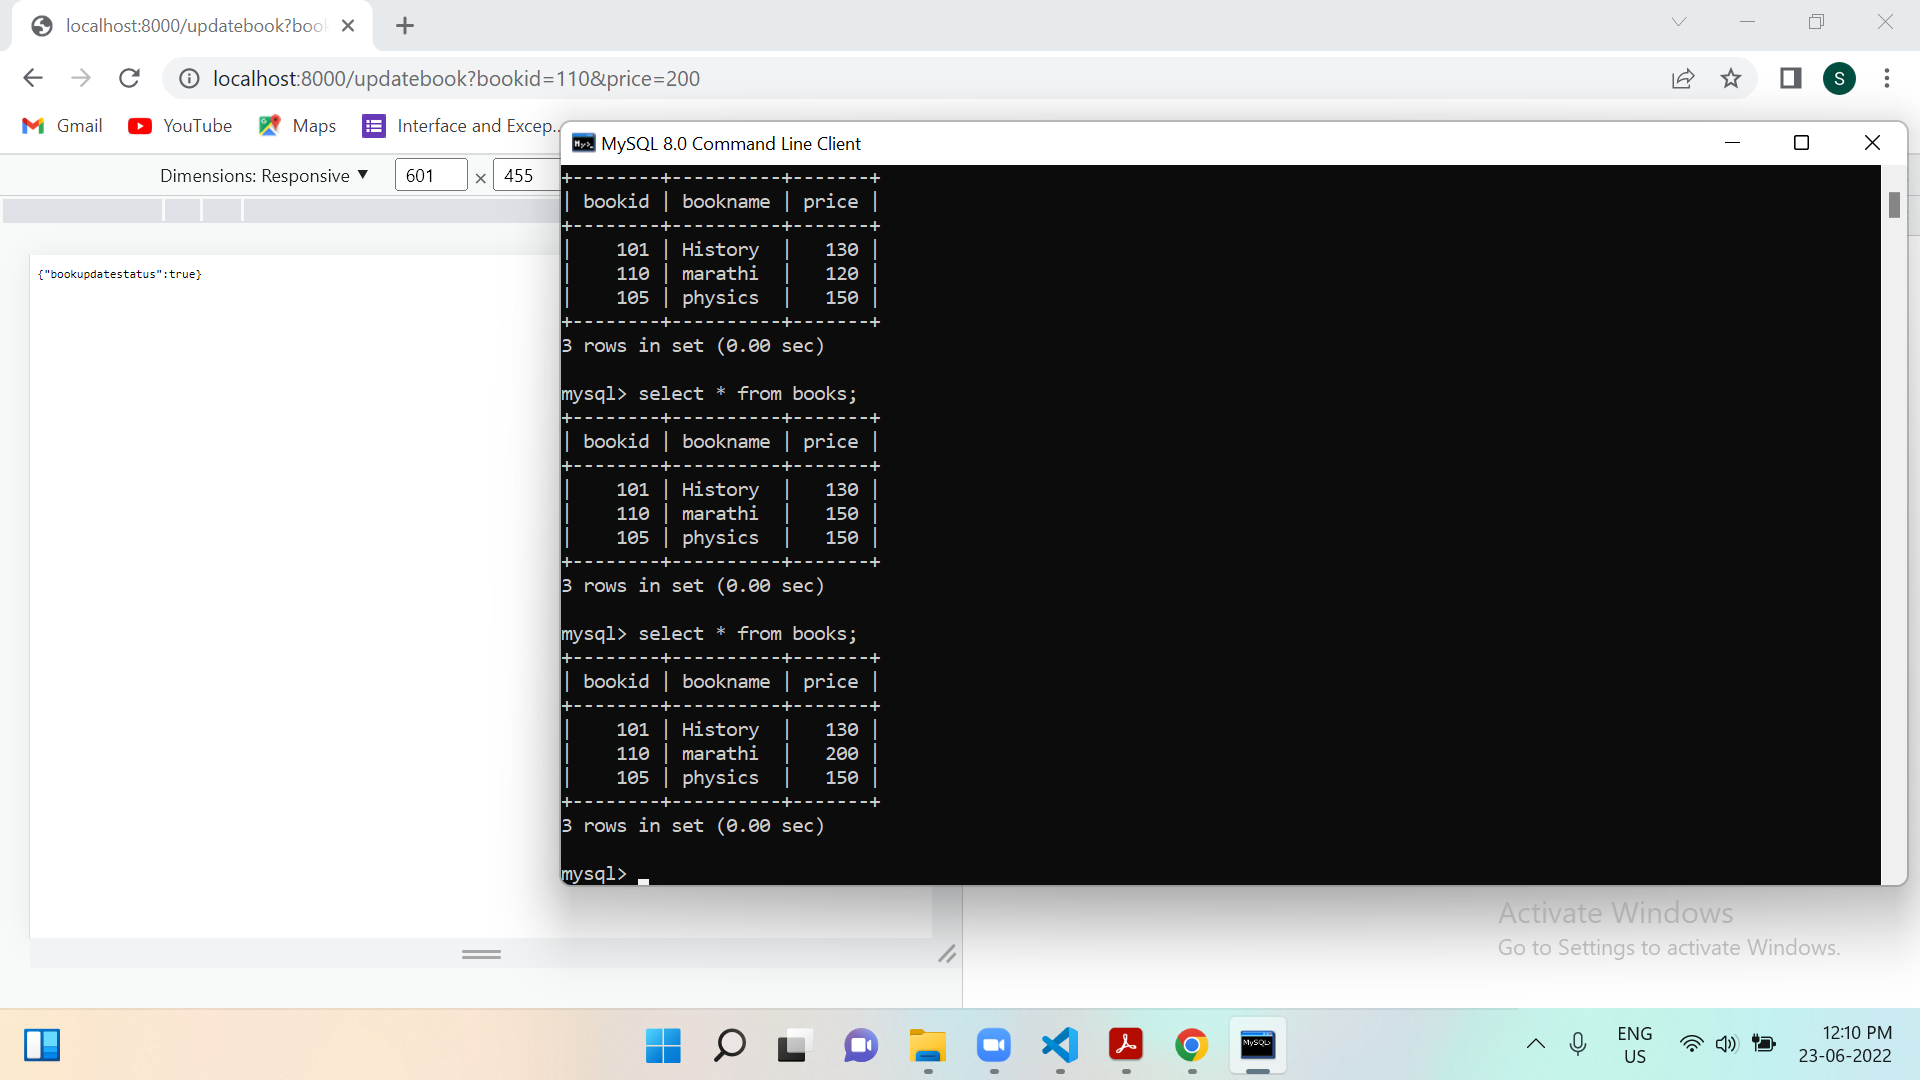 localhost:8000/updatebook?bool
localhost:8000/updatebook?bookid=110&price=200
S
Gmail
YouTube
Maps
Interface and Excep...
Dimensions: Responsive ▼ 601 × 455
{"bookupdatestatus":true}
MySQL 8.0 Command Line Client
+--------+----------+-------+
| bookid | bookname | price |
+--------+----------+-------+
|    101 | History  |   130 |
|    110 | marathi  |   120 |
|    105 | physics  |   150 |
+--------+----------+-------+
3 rows in set (0.00 sec)
mysql> select * from books;
+--------+----------+-------+
| bookid | bookname | price |
+--------+----------+-------+
|    101 | History  |   130 |
|    110 | marathi  |   150 |
|    105 | physics  |   150 |
+--------+----------+-------+
3 rows in set (0.00 sec)
mysql> select * from books;
+--------+----------+-------+
| bookid | bookname | price |
+--------+----------+-------+
|    101 | History  |   130 |
|    110 | marathi  |   200 |
|    105 | physics  |   150 |
+--------+----------+-------+
3 rows in set (0.00 sec)
mysql> _
Activate Windows
Go to Settings to activate Windows.
MySQL>
ENG
US
12:10 PM
23-06-2022